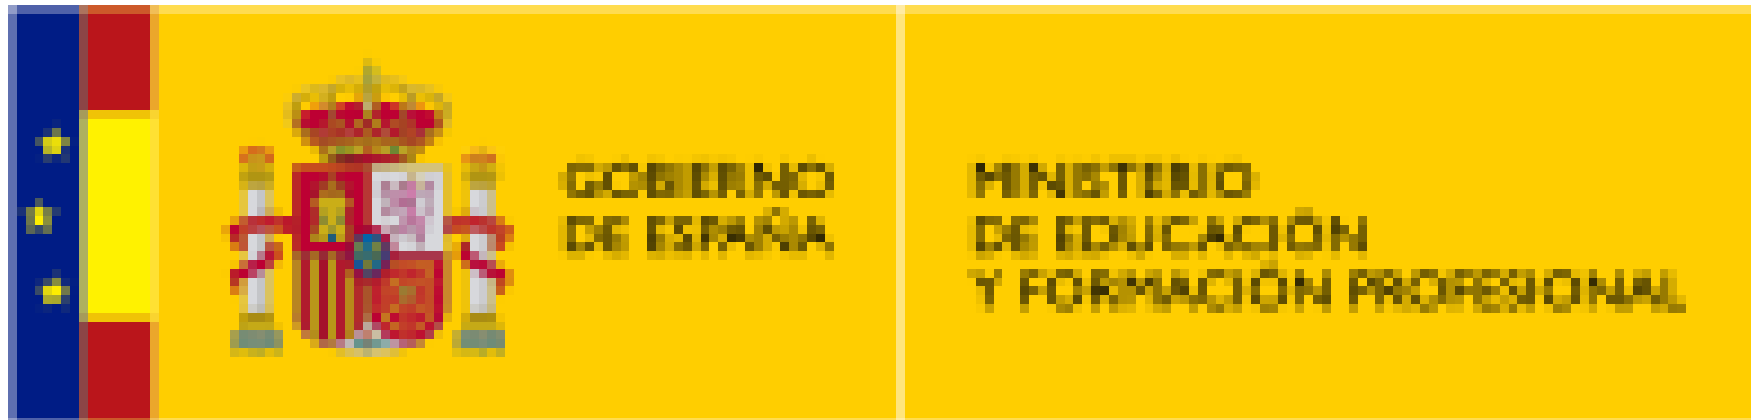 GOBIERNO
DE ESPAÑA
MINISTERIO
DE EDUCACIÓN
Y FORMACIÓN PROFESIONAL